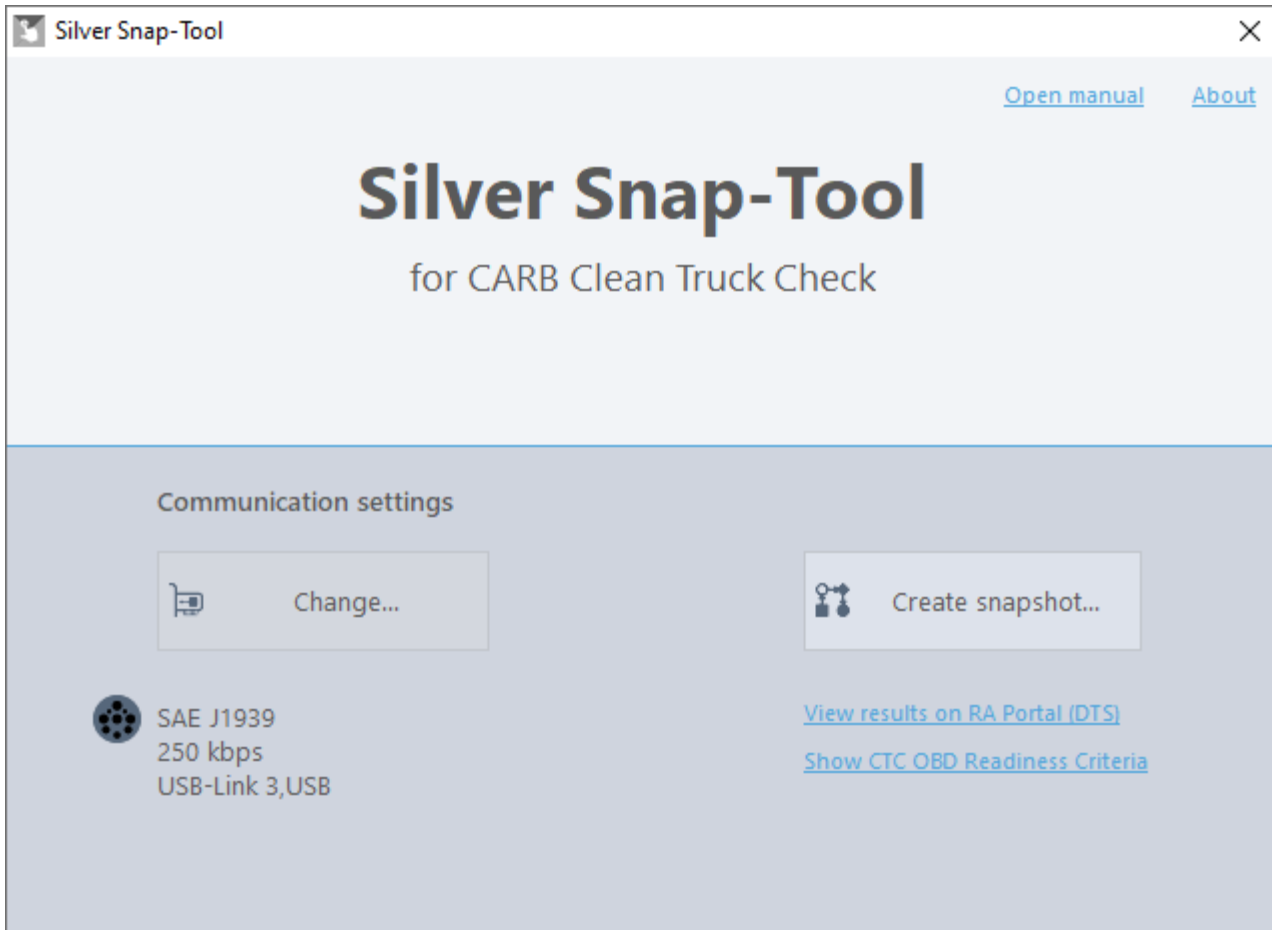 Silver Snap-Tool
Open manual About
Silver Snap-Tool
for CARB Clean Truck Check
Communication settings
Change...
Create snapshot...
SAE J1939
250 kbps
USB-Link 3,USB
View results on RA Portal (DTS)
Show CTC OBD Readiness Criteria